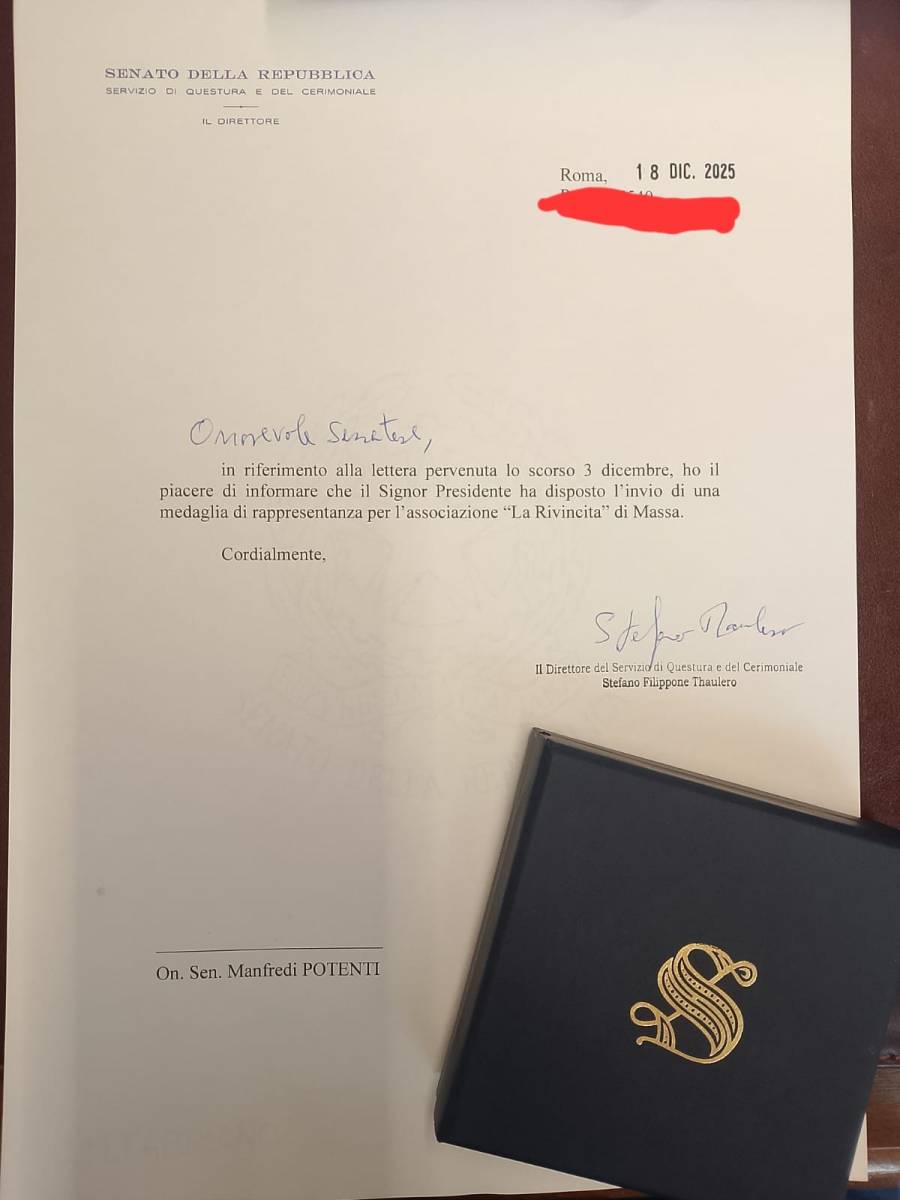 SENATO DELLA REPUBBLICA
SERVIZIO DI QUESTURA E DEL CERIMONIALE
IL DIRETTORE
Roma, 18 DIC. 2025
Onorevole Senatore,
in riferimento alla lettera pervenuta lo scorso 3 dicembre, ho il
piacere di informare che il Signor Presidente ha disposto l’invio di una
medaglia di rappresentanza per l’associazione “La Rivincita” di Massa.
Cordialmente,
Stefano Thaulero
Il Direttore del Servizio di Questura e del Cerimoniale
Stefano Filippone Thaulero
On. Sen. Manfredi POTENTI
S